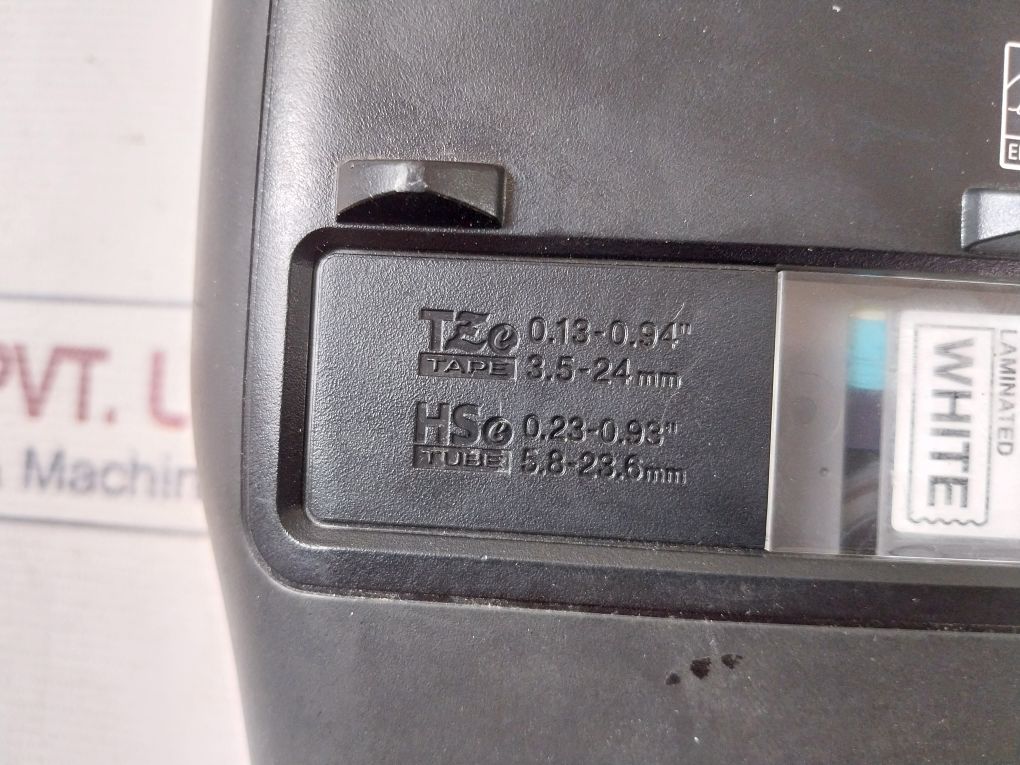 TZe TAPE 0.13-0.94"
3.5-24mm
HSe TUBE 0.23-0.93"
5.8-23.6mm
LAMINATED
WHITE
PVT.
Machin